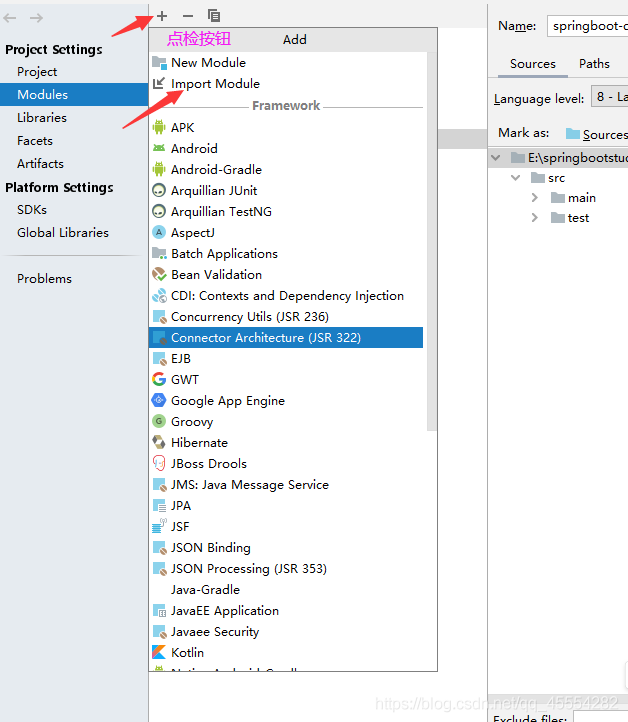 Project Settings
Project
Modules
Libraries
Facets
Artifacts
Platform Settings
SDKs
Global Libraries
Problems
点检按钮
Add
New Module
Import Module
Framework
APK
Android
Android-Gradle
Arquillian JUnit
Arquillian TestNG
AspectJ
Batch Applications
Bean Validation
CDI: Contexts and Dependency Injection
Concurrency Utils (JSR 236)
Connector Architecture (JSR 322)
EJB
GWT
Google App Engine
Groovy
Hibernate
JBoss Drools
JMS: Java Message Service
JPA
JSF
JSON Binding
JSON Processing (JSR 353)
Java-Gradle
JavaEE Application
Javaee Security
Kotlin
Name: springboot-c
Sources Paths
Language level: 8 - La
Mark as: Sources
E:\springbootstu
src
main
test
Exclude files:
https://blog.csdn.net/qq_45554282